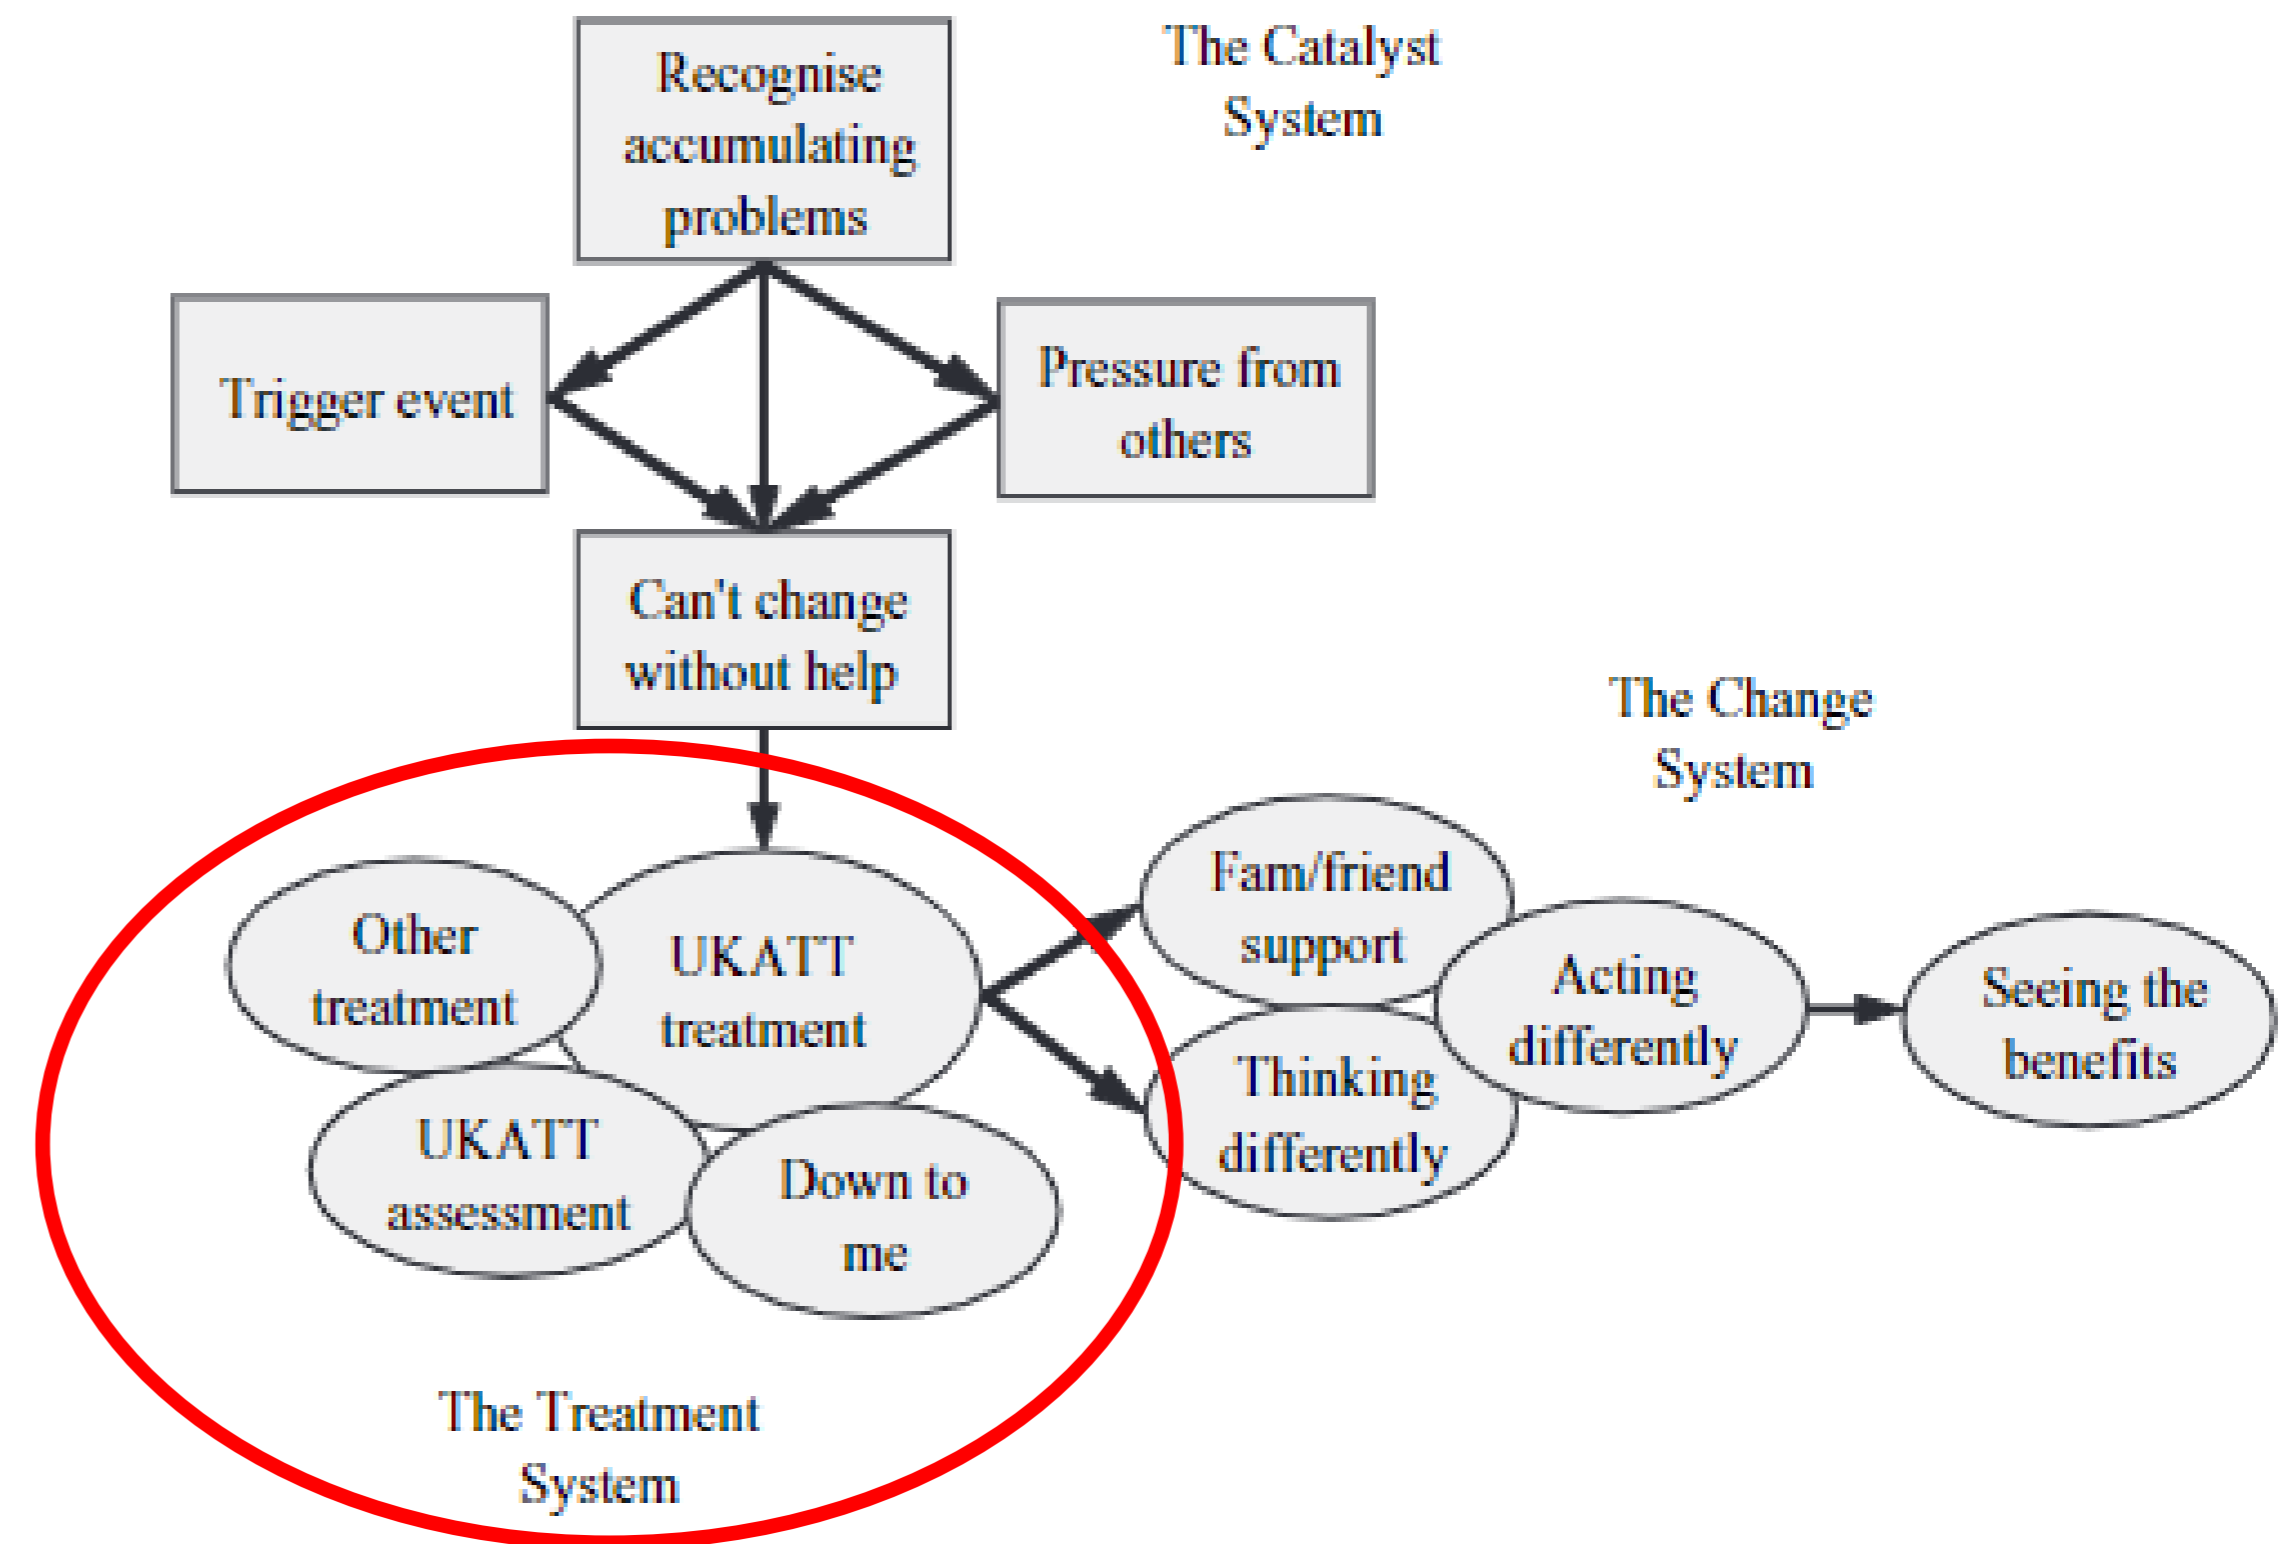 The Catalyst
System
Recognise
accumulating
problems
Trigger event
Pressure from
others
Can't change
without help
The Change
System
Other
treatment
UKATT
treatment
UKATT
assessment
Down to
me
The Treatment
System
Fam/friend
support
Thinking
differently
Acting
differently
Seeing the
benefits